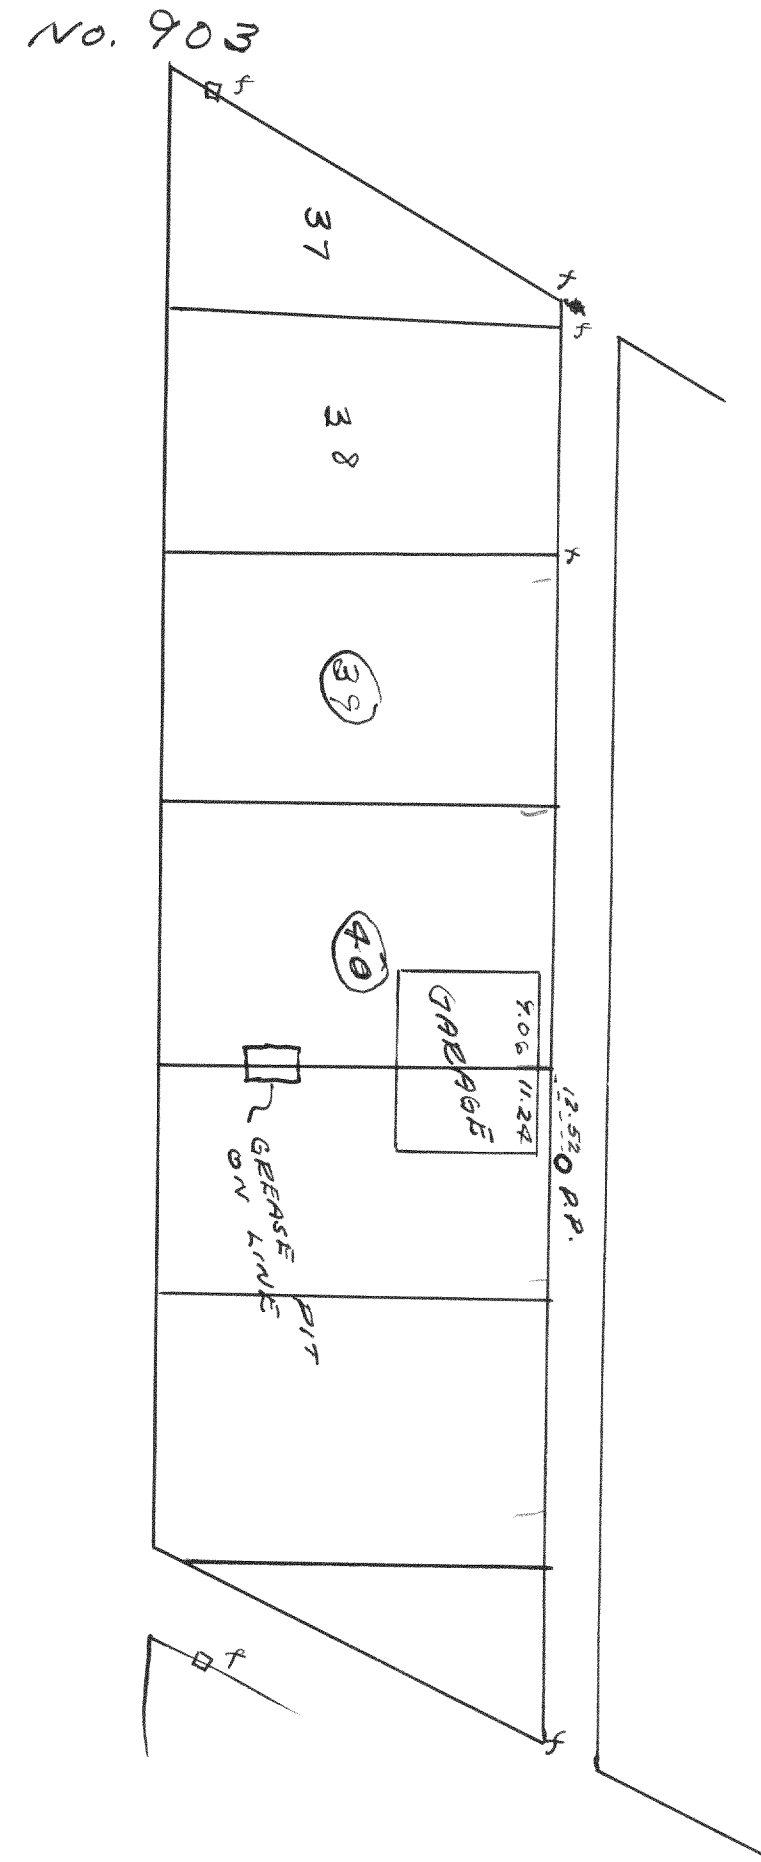 No. 903
f
37
f
f
38
f
39
40
GARAGE
9.06 11.24
12.52
P.P.
GREASE PIT
ON LINE
f
f